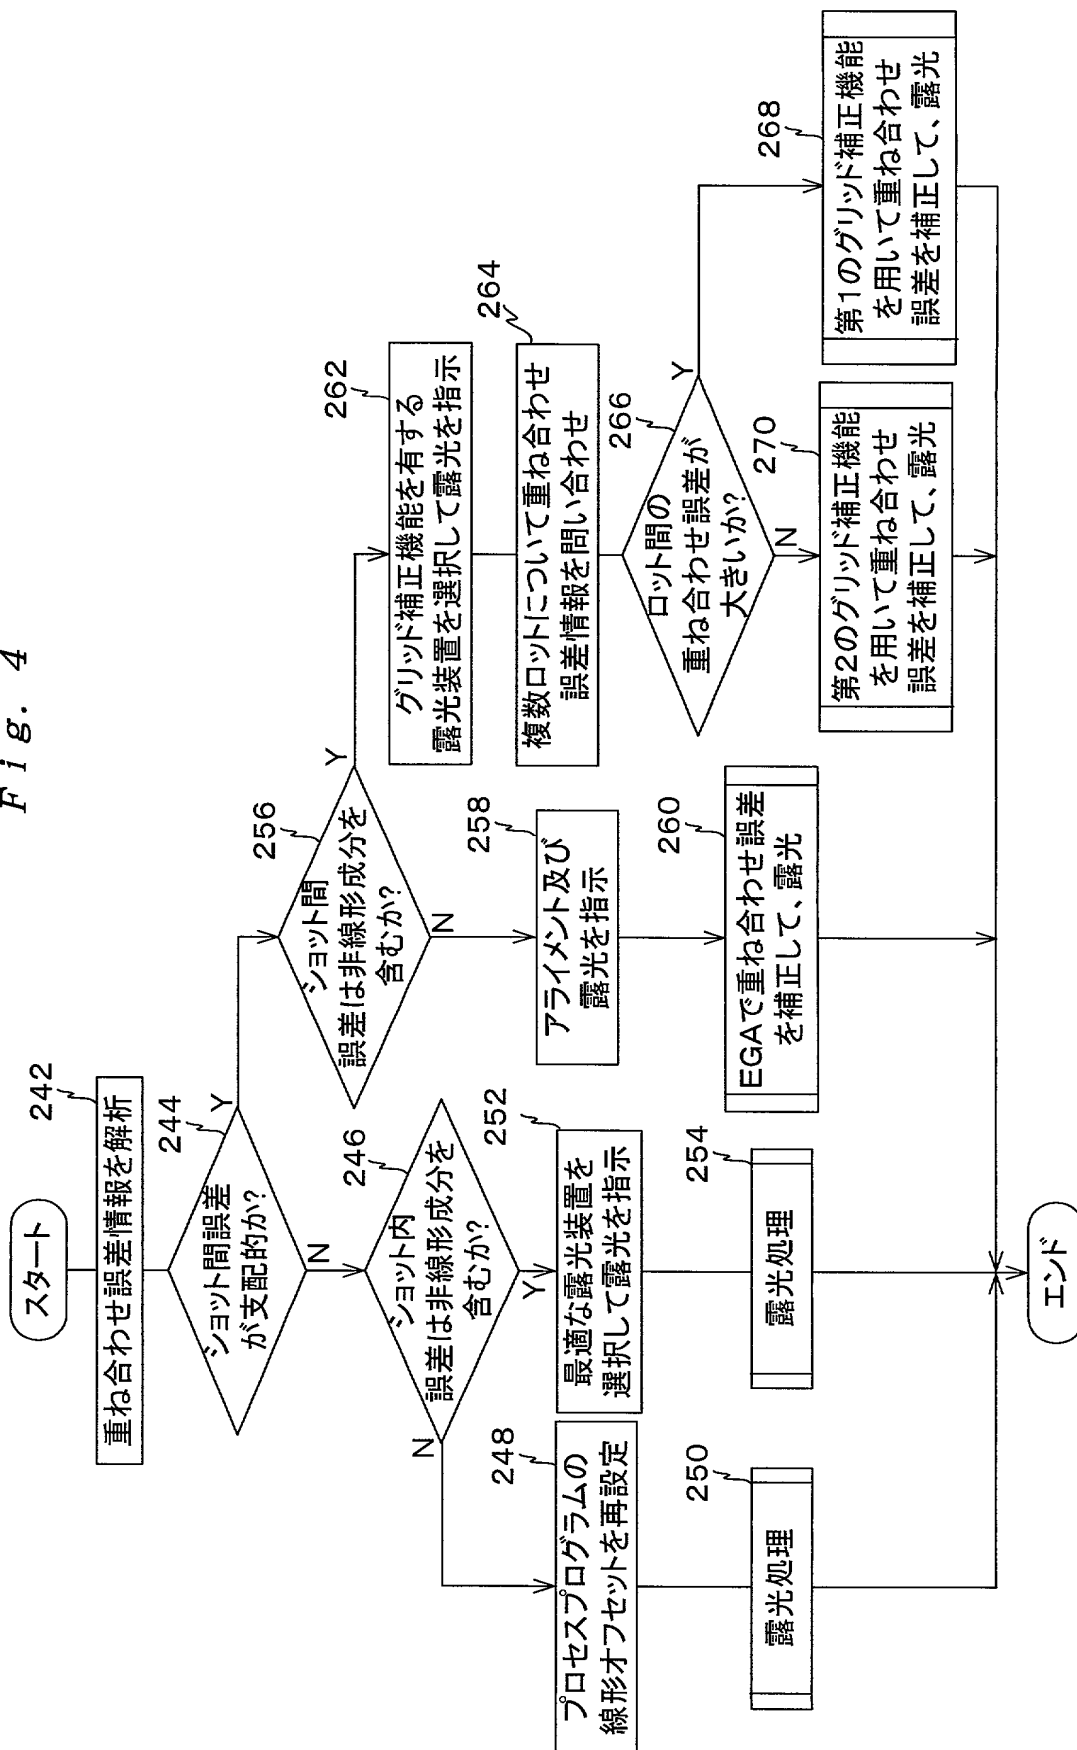 Fig. 4
スタート
242
重ね合わせ誤差情報を解析
244
ショット間誤差
が支配的か?
Y
N
246
ショット内
誤差は非線形成分を
含むか?
N
Y
248
プロセスプログラムの
線形オフセットを再設定
250
露光処理
252
最適な露光装置を
選択して露光を指示
254
露光処理
256
ショット間
誤差は非線形成分を
含むか?
Y
N
258
アライメント及び
露光を指示
260
EGAで重ね合わせ誤差
を補正して、露光
262
グリッド補正機能を有する
露光装置を選択して露光を指示
264
複数ロットについて重ね合わせ
誤差情報を問い合わせ
266
ロット間の
重ね合わせ誤差が
大きいか?
Y
N
268
第1のグリッド補正機能
を用いて重ね合わせ
誤差を補正して、露光
270
第2のグリッド補正機能
を用いて重ね合わせ
誤差を補正して、露光
エンド